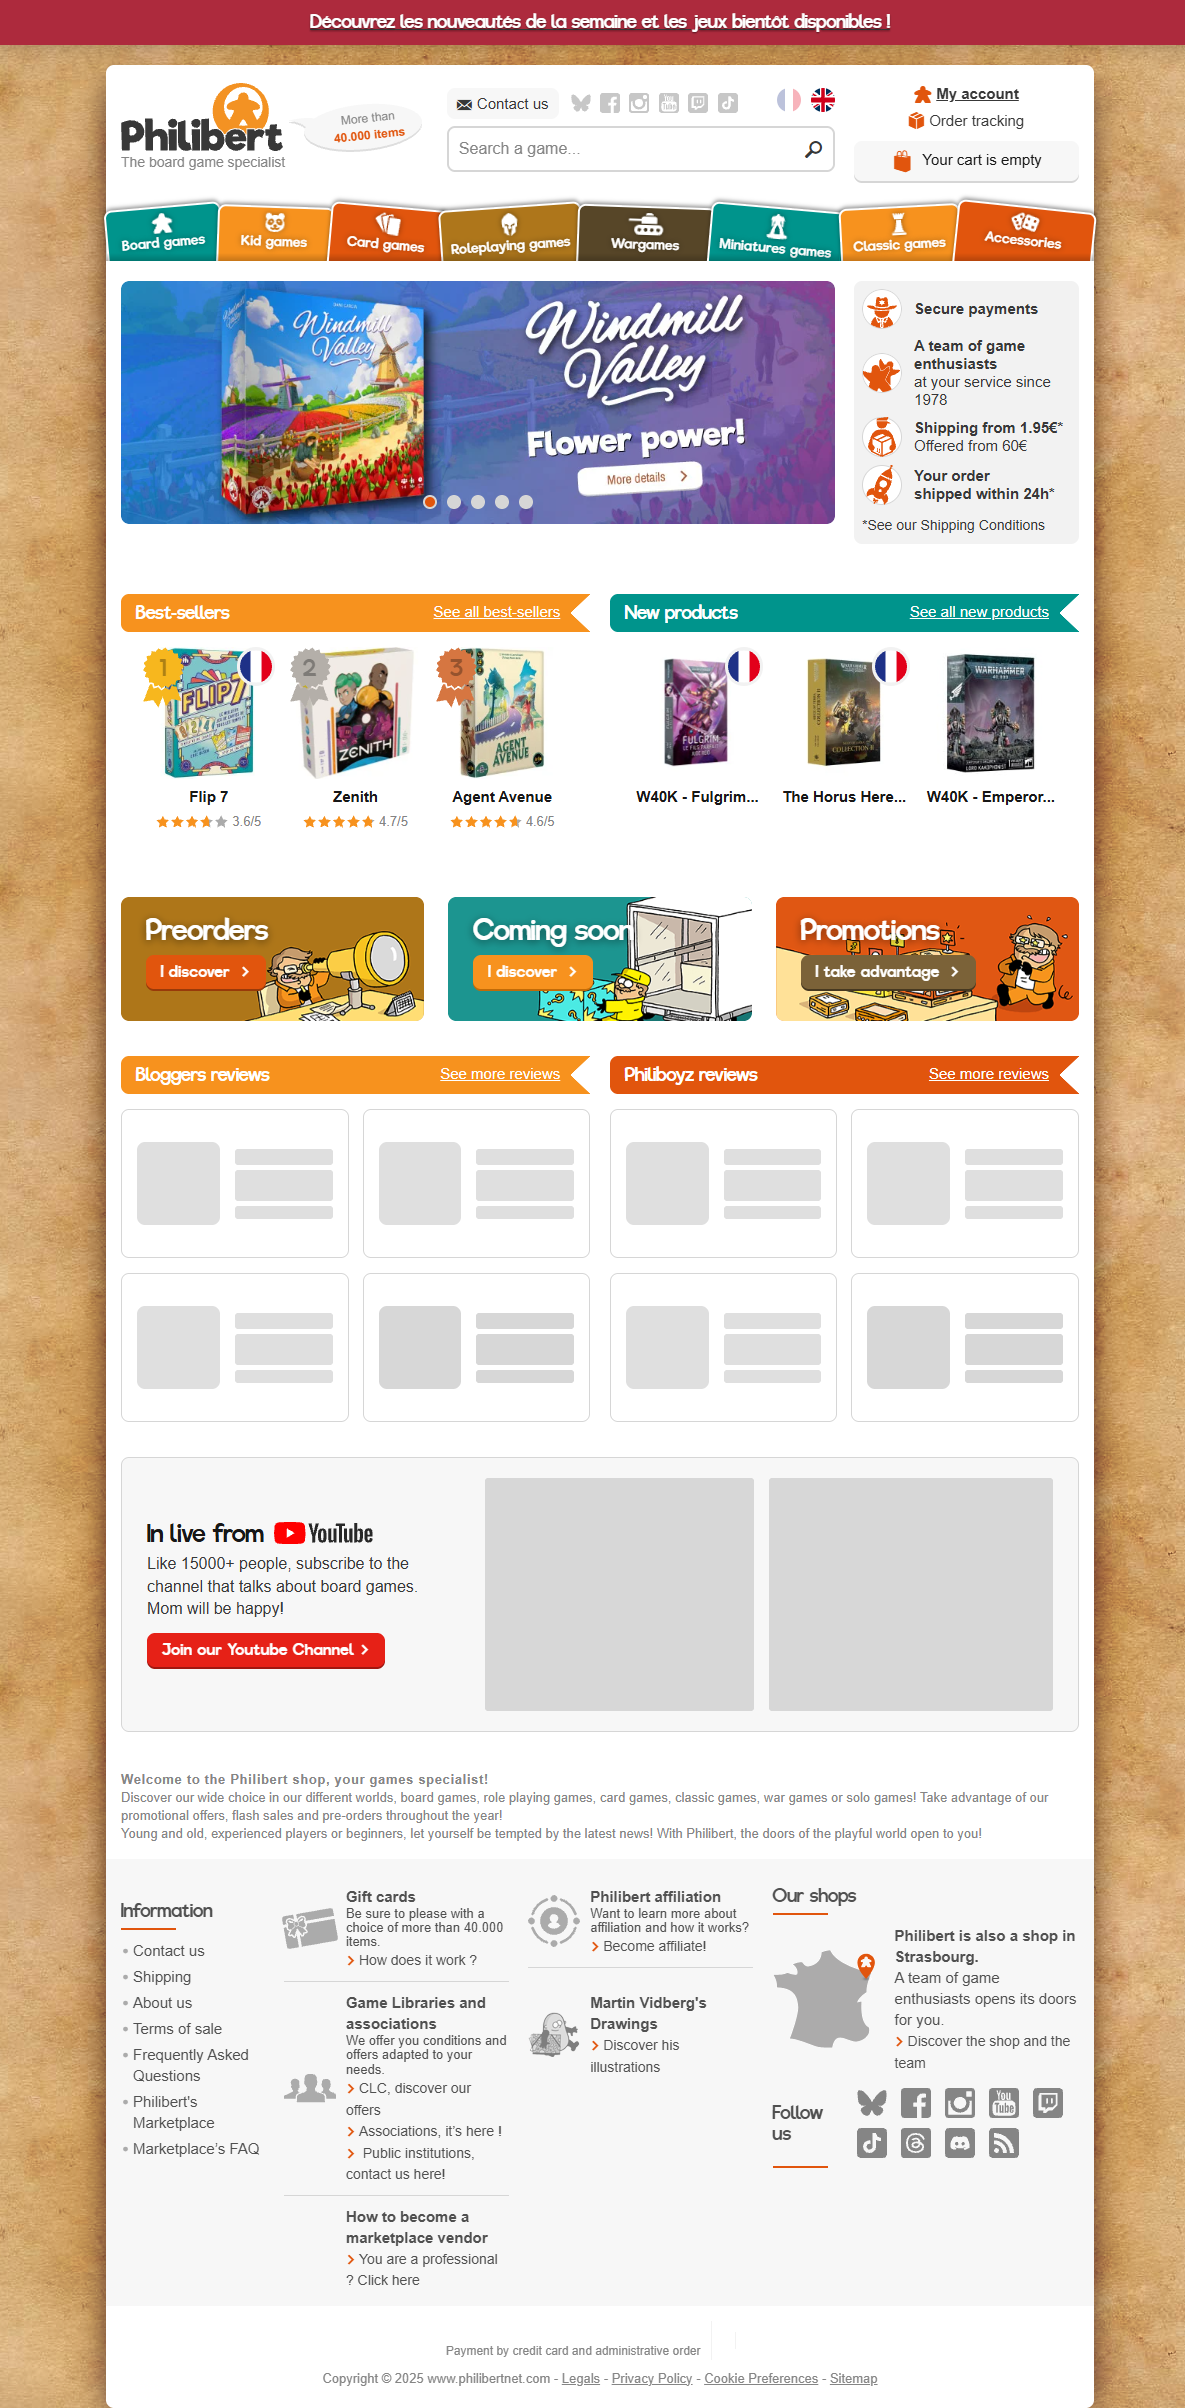 Découvrez les nouveautés de la semaine et les jeux bientôt disponibles !
Philibert
The board game specialist
More than
40.000 items
Contact us
Search a game...
My account
Order tracking
Your cart is empty
Board games
Kid games
Card games
Roleplaying games
Wargames
Miniatures games
Classic games
Accessories
Windmill
Valley
Windmill
Valley
Flower power!
More details
Secure payments
A team of game
enthusiasts
at your service since
1978
Shipping from 1.95€*
Offered from 60€
Your order
shipped within 24h*
*See our Shipping Conditions
Best-sellers
See all best-sellers
New products
See all new products
1
FLIP 7
2
ZENITH
3
AGENT
AVENUE
FULGRIM
WARHAMMER
COLLECTION II
WARHAMMER
40,000
LORD KAKOPHONIST
Flip 7
Zenith
Agent Avenue
W40K - Fulgrim...
The Horus Here...
W40K - Emperor...
3.6/5
4.7/5
4.6/5
Preorders
I discover
Coming soon
I discover
Promotions
I take advantage
Bloggers reviews
See more reviews
Philiboyz reviews
See more reviews
In live from YouTube
Like 15000+ people, subscribe to the
channel that talks about board games.
Mom will be happy!
Join our Youtube Channel
Welcome to the Philibert shop, your games specialist!
Discover our wide choice in our different worlds, board games, role playing games, card games, classic games, war games or solo games! Take advantage of our
promotional offers, flash sales and pre-orders throughout the year!
Young and old, experienced players or beginners, let yourself be tempted by the latest news! With Philibert, the doors of the playful world open to you!
Information
Contact us
Shipping
About us
Terms of sale
Frequently Asked
Questions
Philibert's
Marketplace
Marketplace's FAQ
Gift cards
Be sure to please with a
choice of more than 40.000
items.
How does it work ?
Game Libraries and
associations
We offer you conditions and
offers adapted to your
needs.
CLC, discover our
offers
Associations, it's here !
Public institutions,
contact us here!
How to become a
marketplace vendor
You are a professional
? Click here
Philibert affiliation
Want to learn more about
affiliation and how it works?
Become affiliate!
Martin Vidberg's
Drawings
Discover his
illustrations
Our shops
Philibert is also a shop in
Strasbourg.
A team of game
enthusiasts opens its doors
for you.
Discover the shop and the
team
Follow
us
You
Tube
Payment by credit card and administrative order
Copyright © 2025 www.philibertnet.com - Legals - Privacy Policy - Cookie Preferences - Sitemap